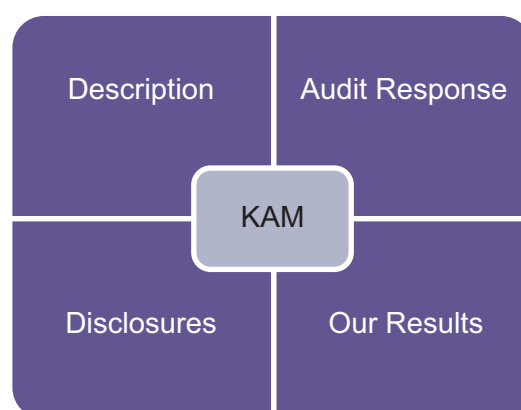 Description
Audit Response
KAM
Disclosures
Our Results